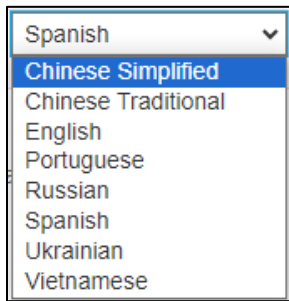 Spanish
Chinese Simplified
Chinese Traditional
English
Portuguese
Russian
Spanish
Ukrainian
Vietnamese